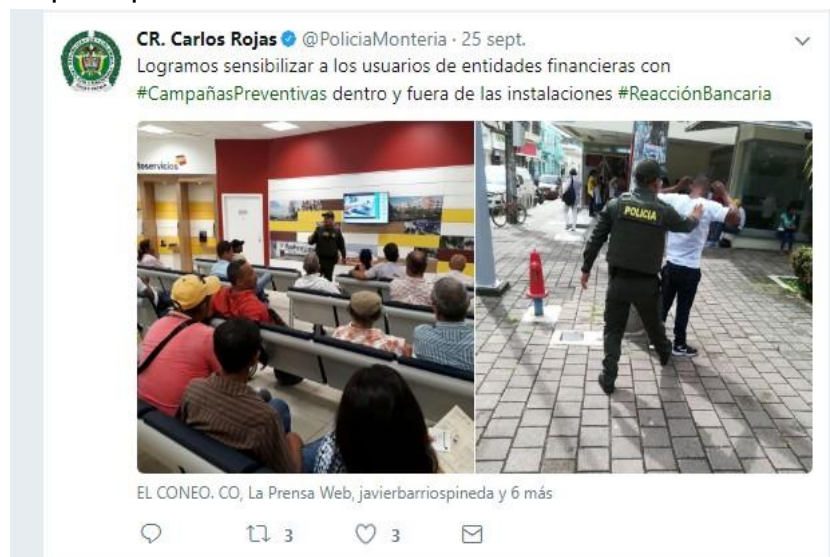 CR. Carlos Rojas @PoliciaMonteria · 25 sept.
Logramos sensibilizar a los usuarios de entidades financieras con
#CampañasPreventivas dentro y fuera de las instalaciones #ReacciónBancaria
POLICIA
EL CONEO. CO, La Prensa Web, javierbarriospineda y 6 más
3
3